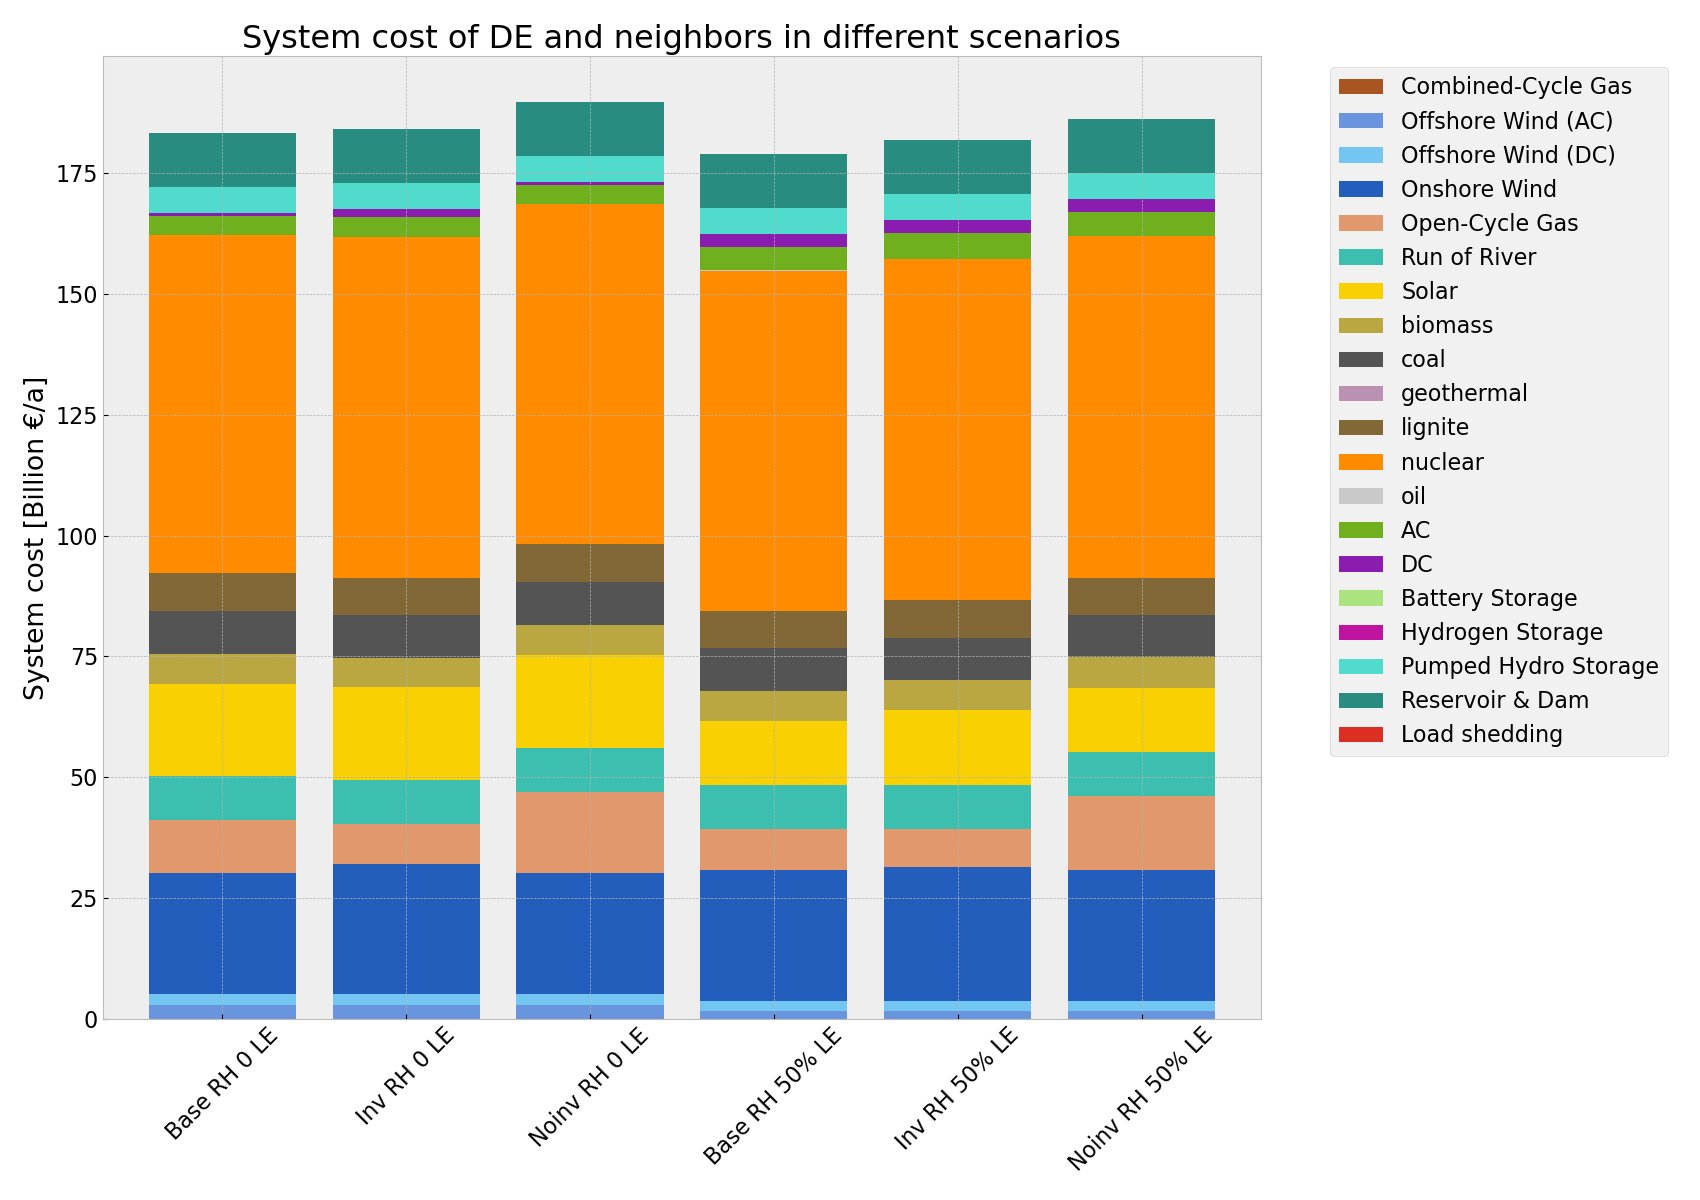 System cost of DE and neighbors in different scenarios
System cost [Billion €/a]
175
150
125
100
75
50
25
0
Base RH 0 LE
Inv RH 0 LE
Noinv RH 0 LE
Base RH 50% LE
Inv RH 50% LE
Noinv RH 50% LE
Combined-Cycle Gas
Offshore Wind (AC)
Offshore Wind (DC)
Onshore Wind
Open-Cycle Gas
Run of River
Solar
biomass
coal
geothermal
lignite
nuclear
oil
AC
DC
Battery Storage
Hydrogen Storage
Pumped Hydro Storage
Reservoir & Dam
Load shedding